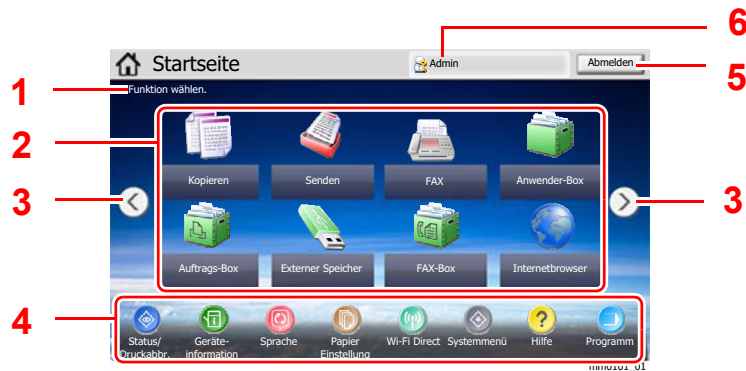 6
Startseite
Admin
Abmelden
5
1
Funktion wählen.
2
Kopieren
Senden
FAX
Anwender-Box
3
3
Auftrags-Box
Externer Speicher
FAX-Box
Internetbrowser
4
Status/
Druckabbr.
Geräte-
information
Sprache
Papier
Einstellung
Wi-Fi Direct
Systemmenü
Hilfe
Programm
mm0101_01